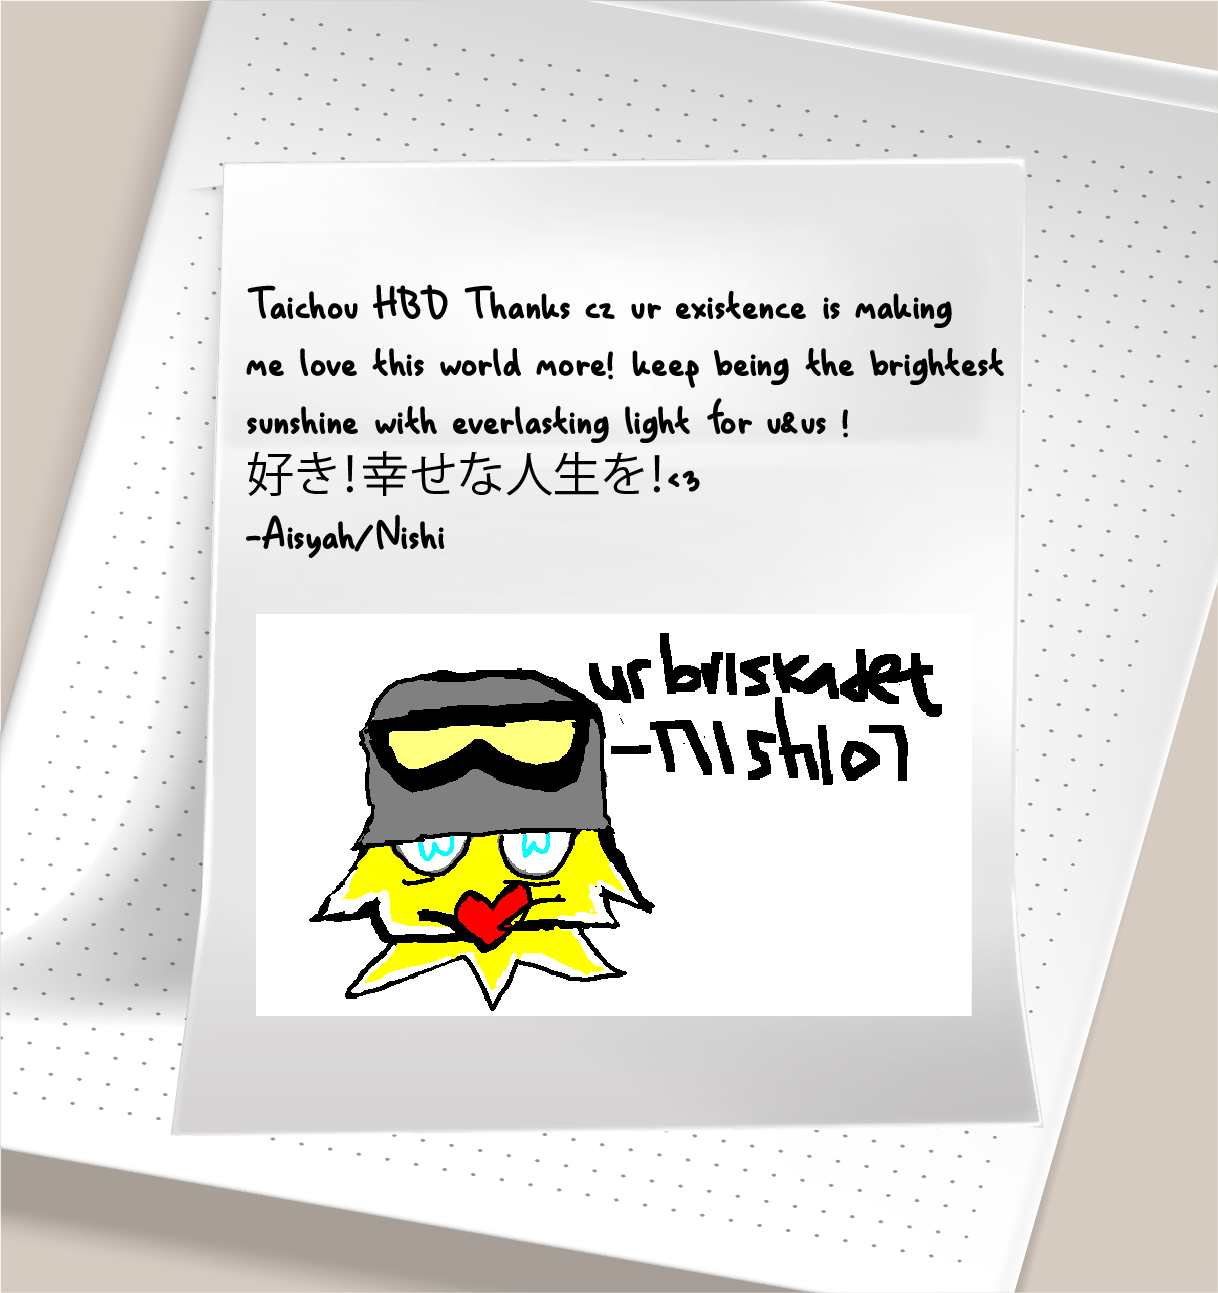 Taichou HBD Thanks cz ur existence is making
me love this world more! keep being the brightest
sunshine with everlasting light for u&us !
好き!幸せな人生を!<3
-Aisyah/Nishi
ur briskadet
-nishi07
w w